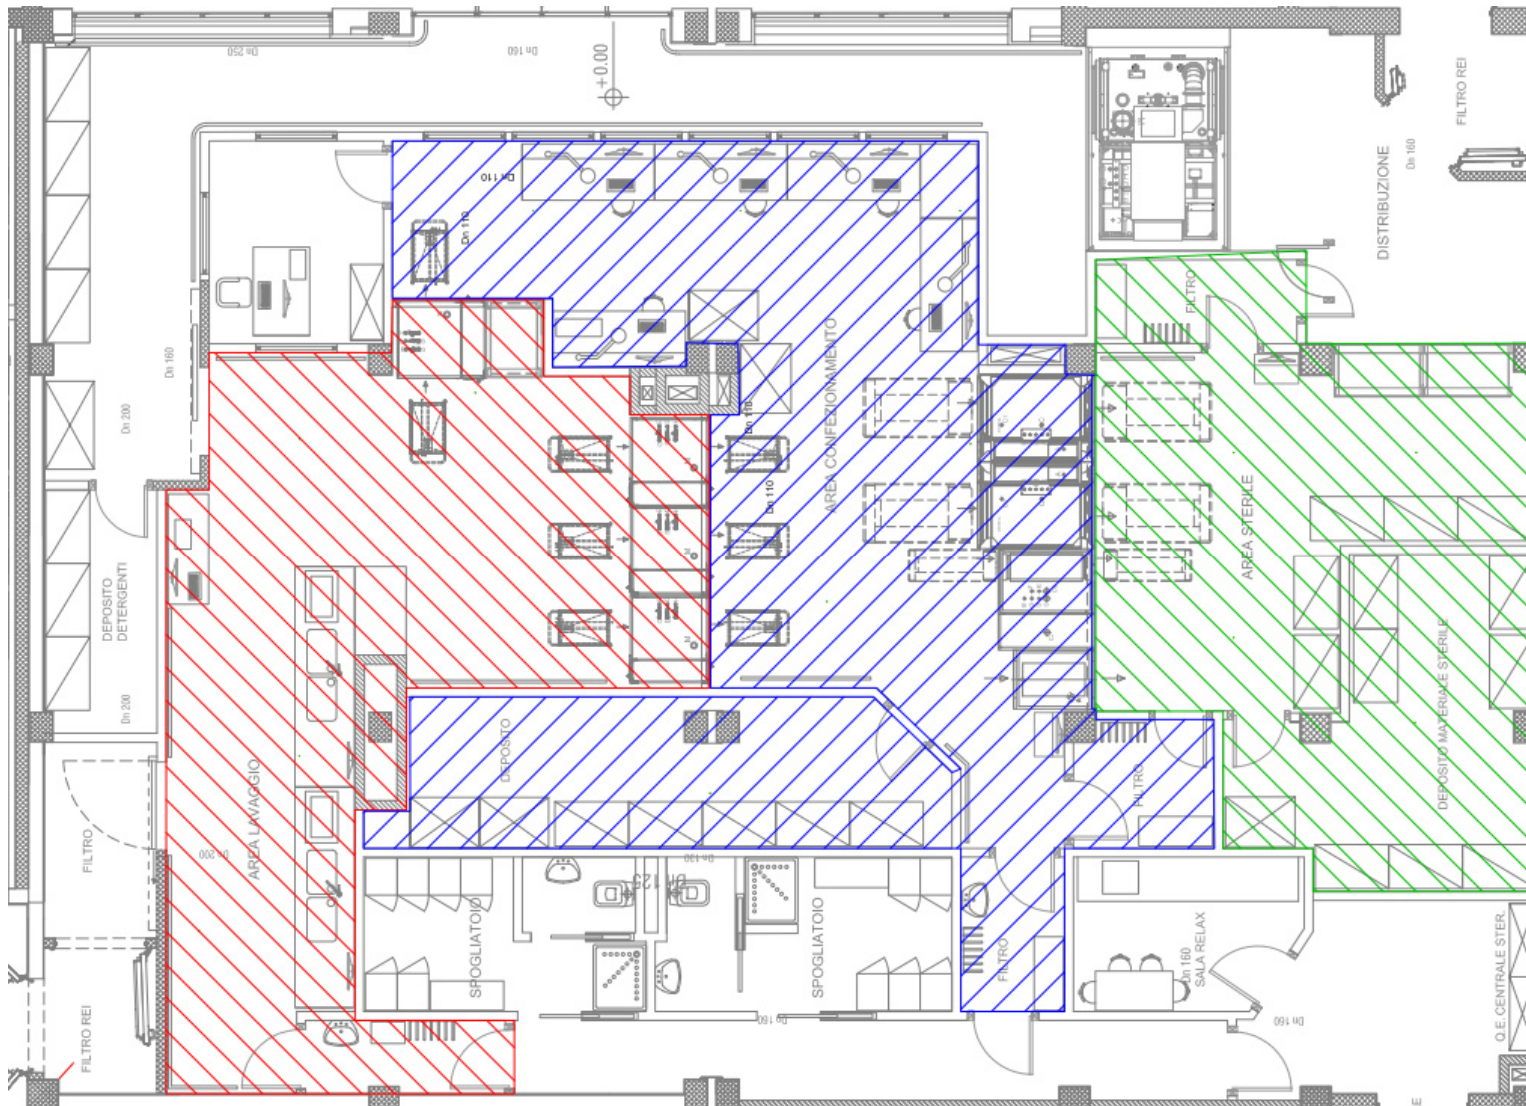 Dn 250
Dn 160
+0.00
FILTRO REI
Dn 160
DISTRIBUZIONE
Dn 110
Dn 110
FILTRO
Dn 160
AREA CONFEZIONAMENTO
Dn 200
Dn 110
Dn 110
AREA STERILE
DEPOSITO
DETERGENTI
Dn 200
DEPOSITO
DEPOSITO MATERIALE STERILE
FILTRO
FILTRO
AREA LAVAGGIO
Dn 200
Dn 125
SPOGLIATOIO
SPOGLIATOIO
FILTRO
Dn 160
SALA RELAX
Q.E. CENTRALE STER.
FILTRO REI
Dn 160
Dn 160